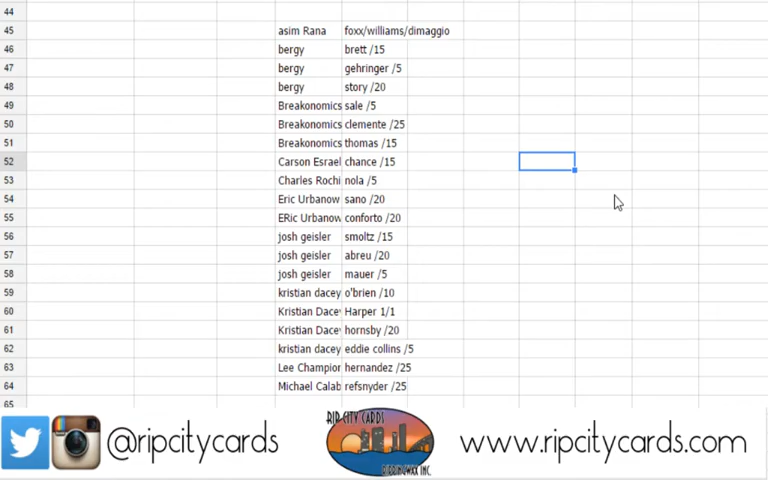 44
45 asim Rana foxx/williams/dimaggio
46 bergy brett /15
47 bergy gehringer /5
48 bergy story /20
49 Breakonomics sale /5
50 Breakonomics clemente /25
51 Breakonomics thomas /15
52 Carson Esrael chance /15
53 Charles Rochi nola /5
54 Eric Urbanow sano /20
55 ERic Urbanow conforto /20
56 josh geisler smoltz /15
57 josh geisler abreu /20
58 josh geisler mauer /5
59 kristian dacey o'brien /10
60 Kristian Dacey Harper 1/1
61 Kristian Dacey hornsby /20
62 kristian dacey eddie collins /5
63 Lee Champion hernandez /25
64 Michael Calab refsnyder /25
65
@ripcitycards RIP CITY CARDS RIPPINGWAX INC. www.ripcitycards.com